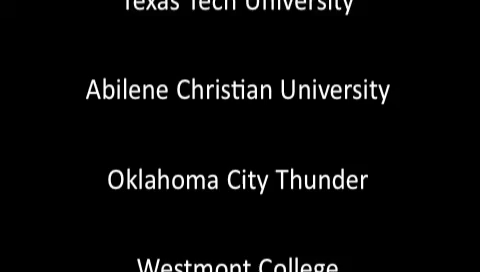 Texas Tech University
Abilene Christian University
Oklahoma City Thunder
Westmont College